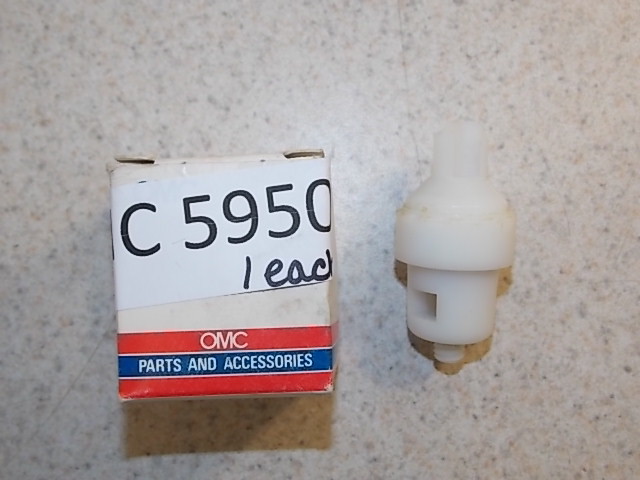 C 5950
1 each
OMC
PARTS AND ACCESSORIES